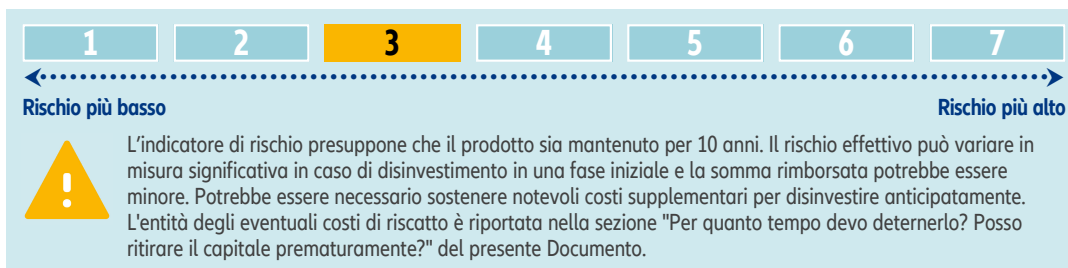 1 2 3 4 5 6 7
Rischio più basso Rischio più alto
L'indicatore di rischio presuppone che il prodotto sia mantenuto per 10 anni. Il rischio effettivo può variare in
misura significativa in caso di disinvestimento in una fase iniziale e la somma rimborsata potrebbe essere
minore. Potrebbe essere necessario sostenere notevoli costi supplementari per disinvestire anticipatamente.
L'entità degli eventuali costi di riscatto è riportata nella sezione "Per quanto tempo devo deternerlo? Posso
ritirare il capitale prematuramente?" del presente Documento.